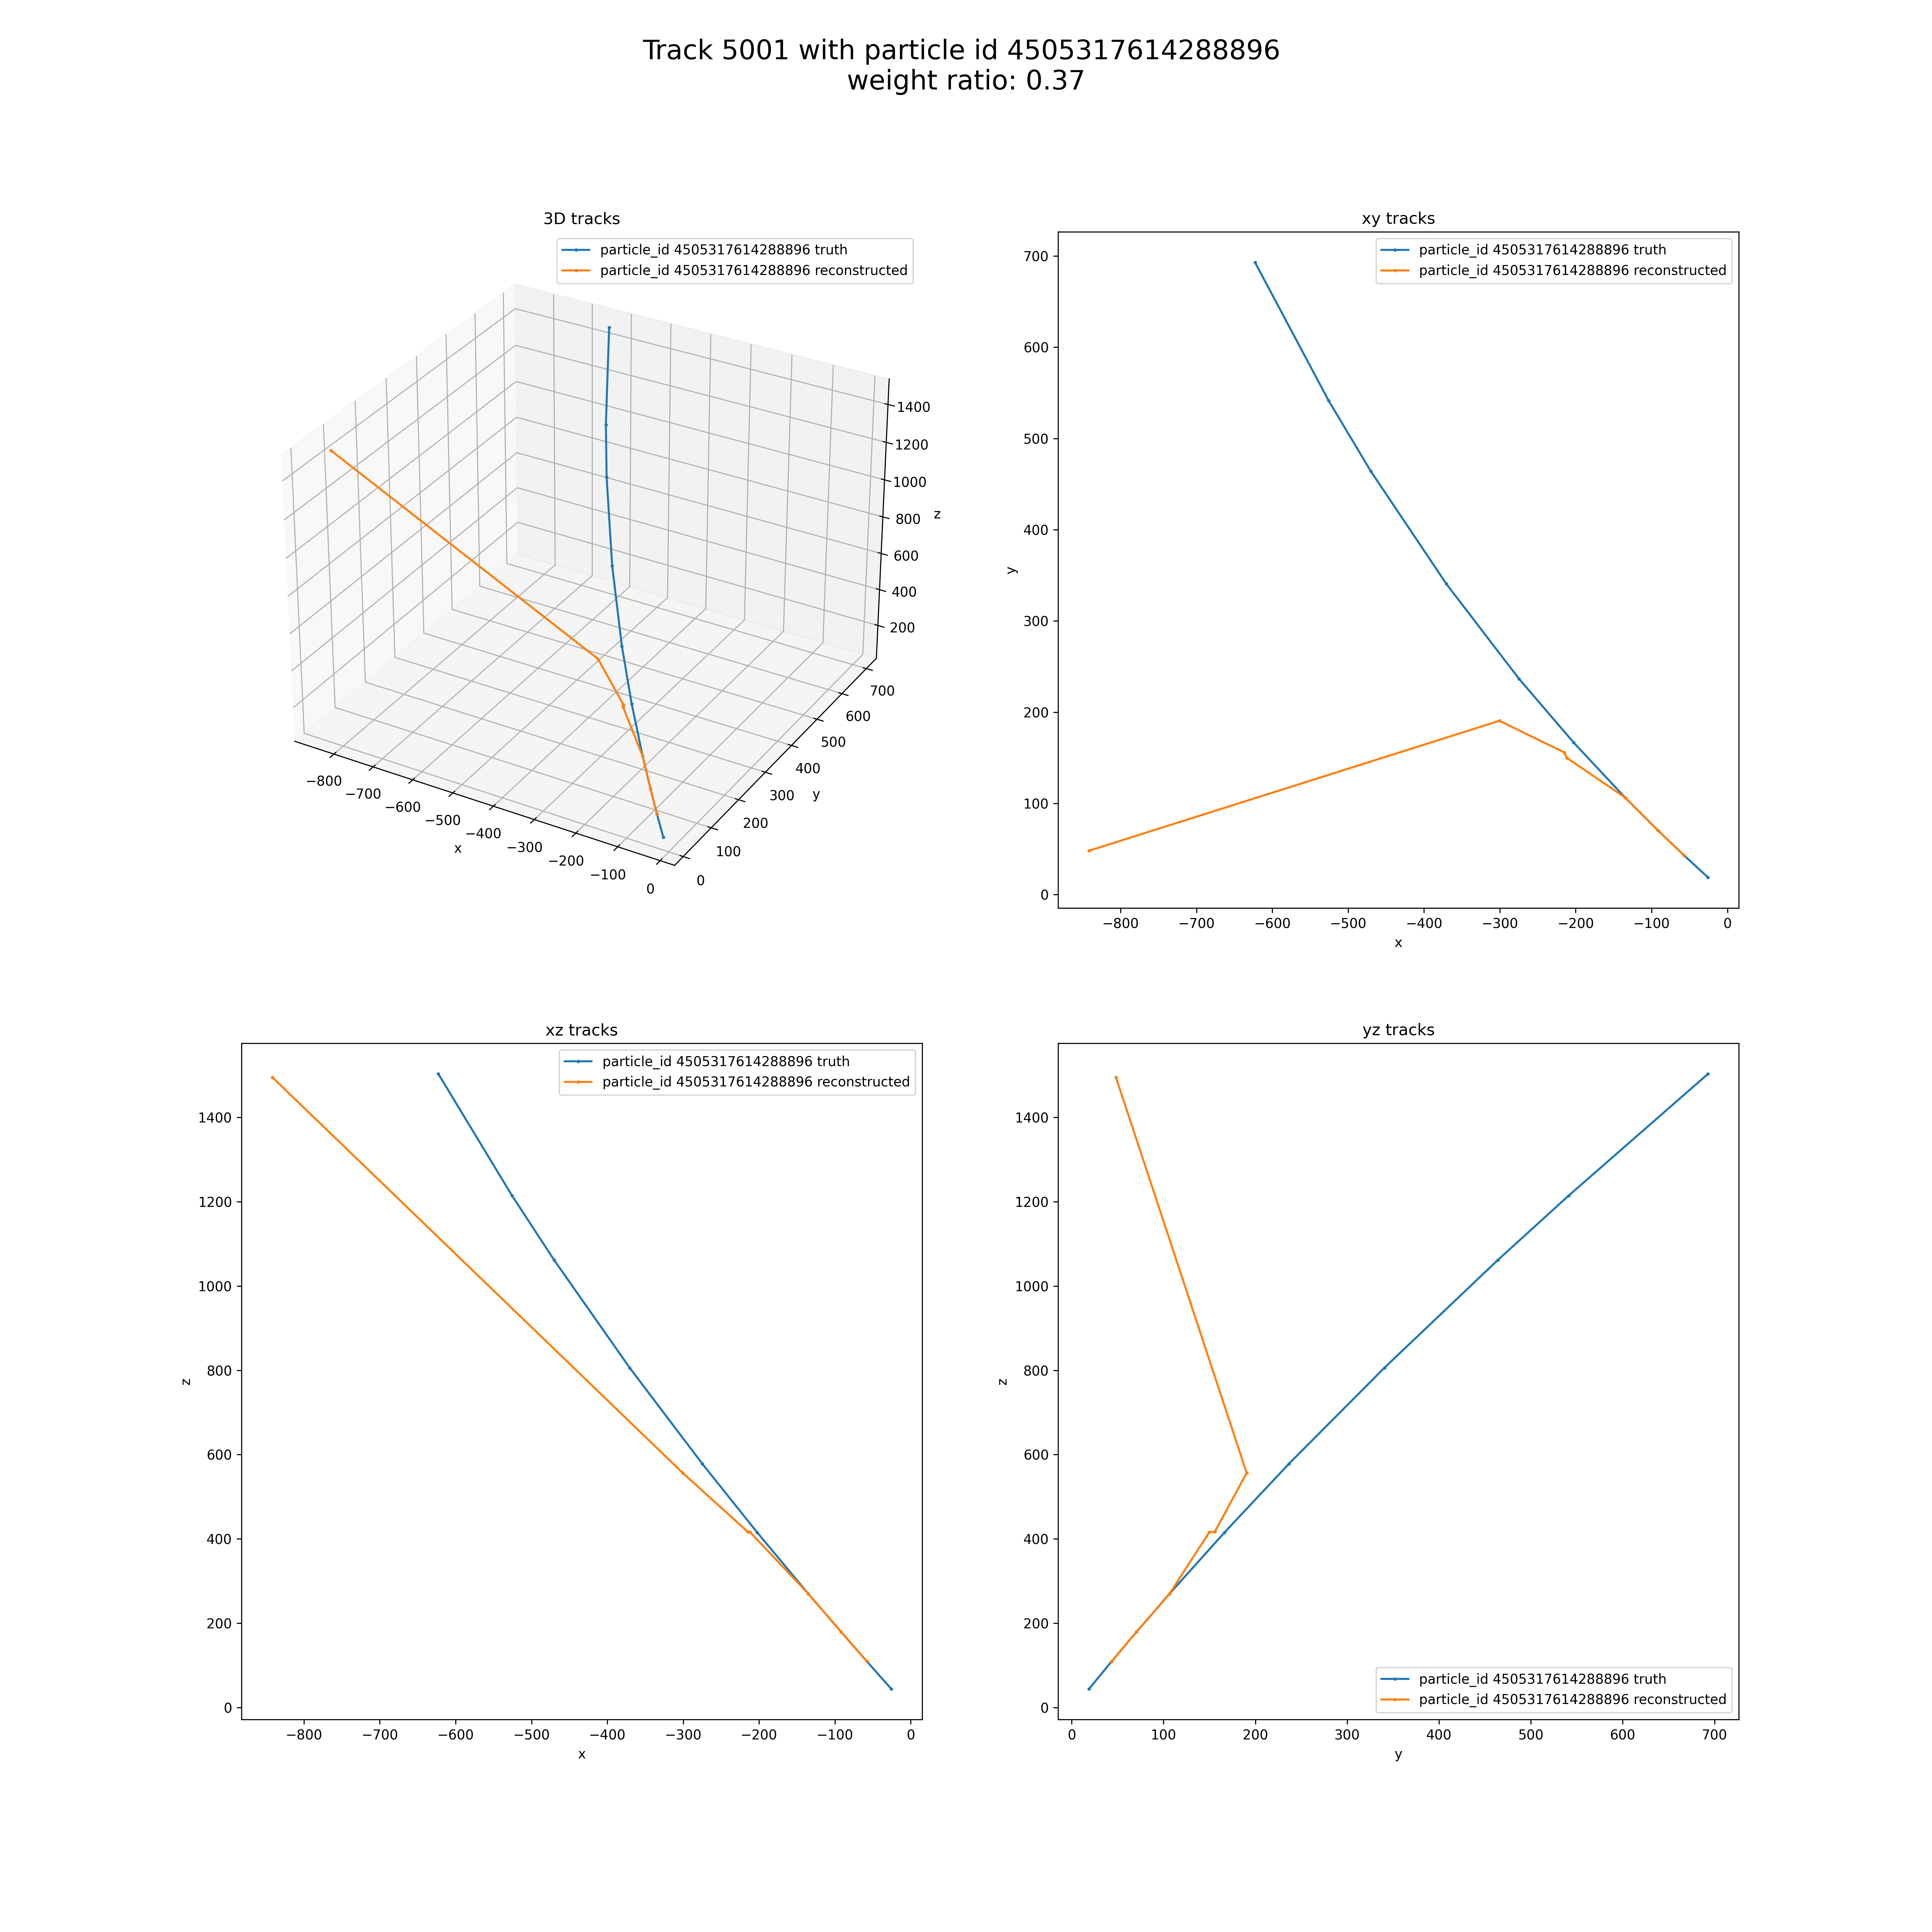 Track 5001 with particle id 4505317614288896
weight ratio: 0.37
3D tracks
particle_id 4505317614288896 truth
particle_id 4505317614288896 reconstructed
1400
1200
1000
800
600
400
200
z
−800
−700
−600
−500
−400
−300
−200
−100
0
x
700
600
500
400
300
200
100
0
y
xy tracks
particle_id 4505317614288896 truth
particle_id 4505317614288896 reconstructed
700
600
500
400
300
200
100
0
y
−800 −700 −600 −500 −400 −300 −200 −100 0
x
xz tracks
particle_id 4505317614288896 truth
particle_id 4505317614288896 reconstructed
1400
1200
1000
800
600
400
200
0
z
−800 −700 −600 −500 −400 −300 −200 −100 0
x
yz tracks
1400
1200
1000
800
600
400
200
0
z
particle_id 4505317614288896 truth
particle_id 4505317614288896 reconstructed
0 100 200 300 400 500 600 700
y